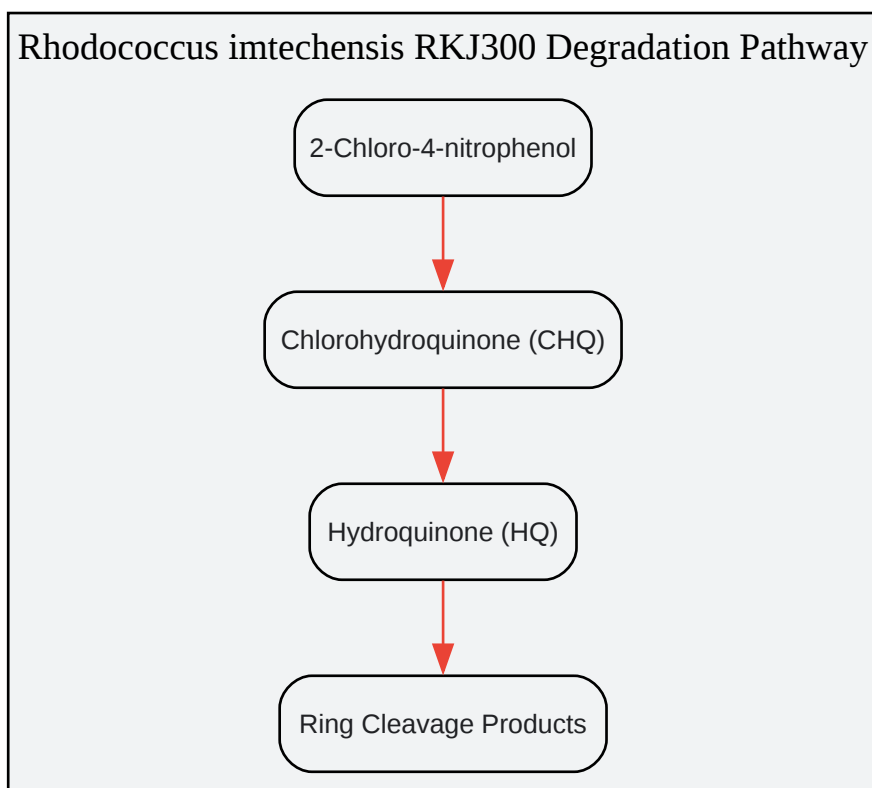 Rhodococcus imtechensis RKJ300 Degradation Pathway
2-Chloro-4-nitrophenol
Chlorohydroquinone (CHQ)
Hydroquinone (HQ)
Ring Cleavage Products